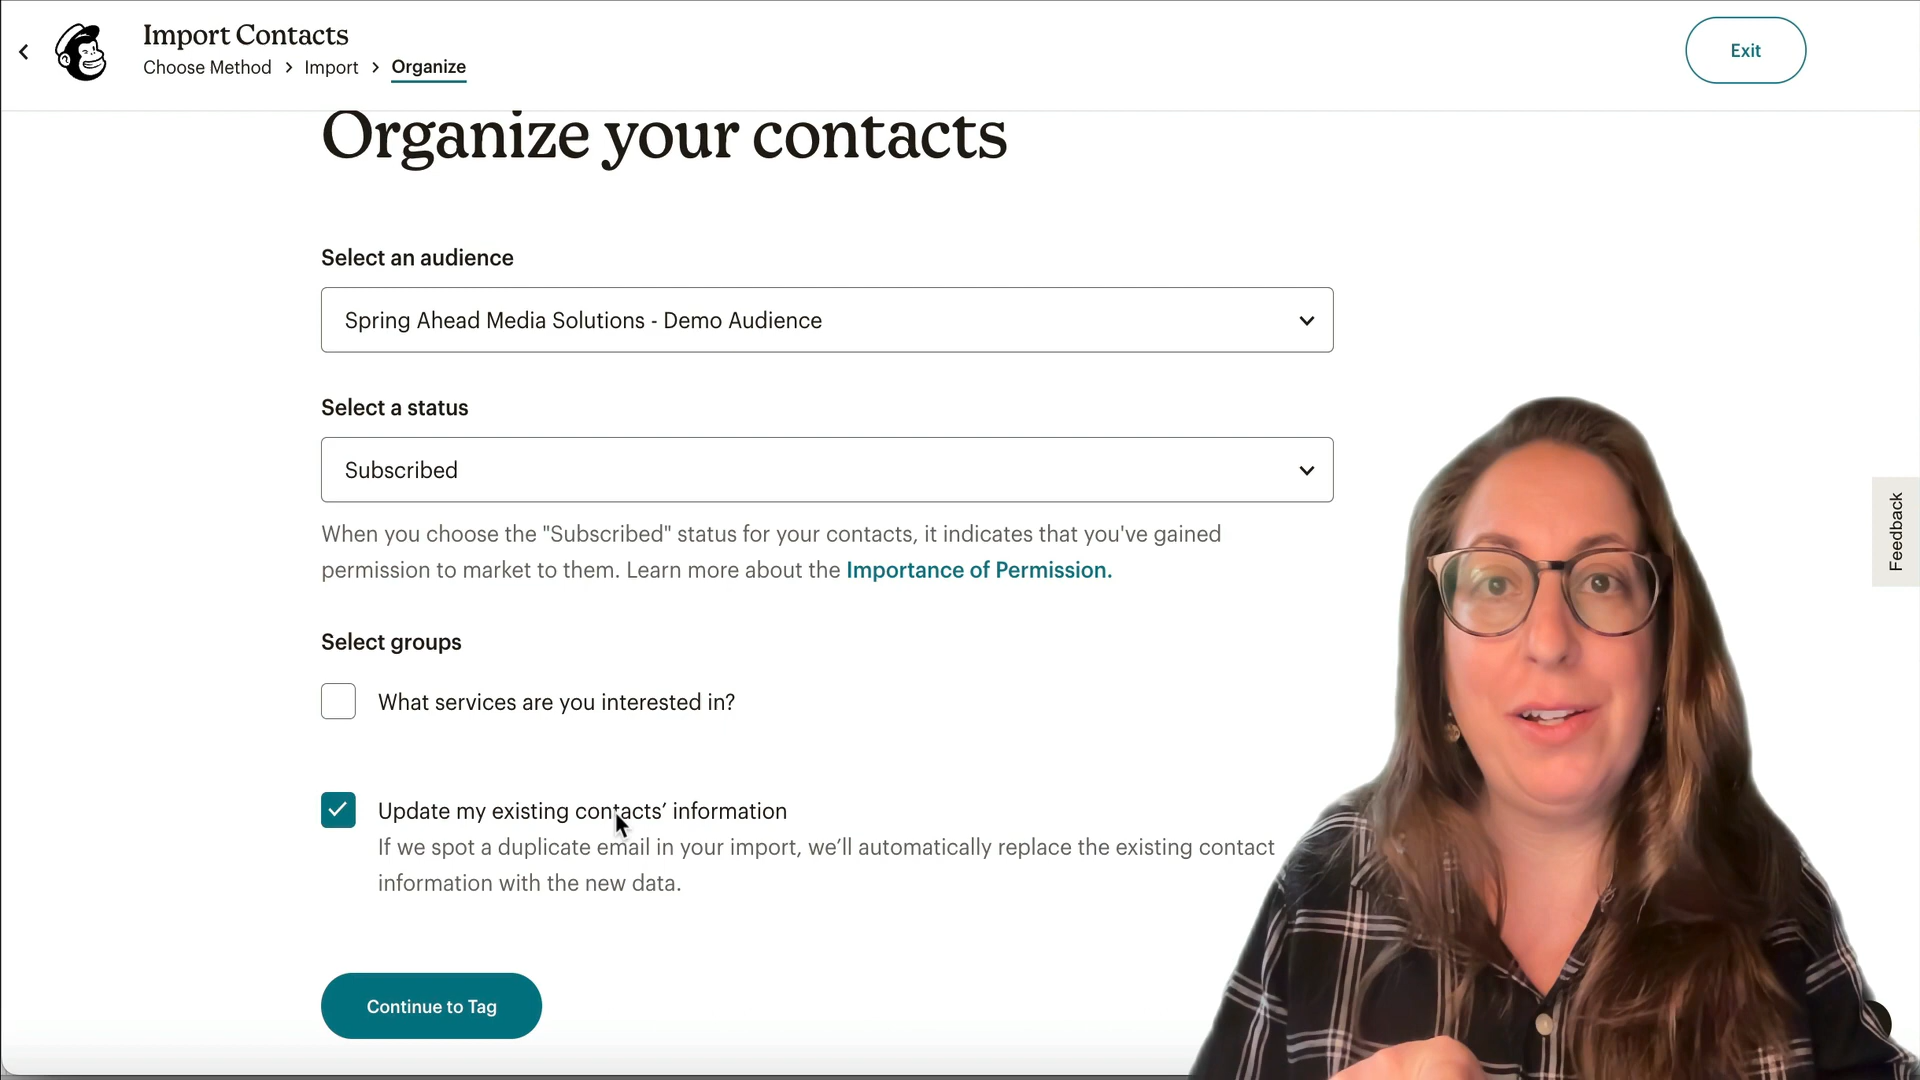 Import Contacts
Choose Method > Import > Organize
Exit
Organize your contacts
Select an audience
Spring Ahead Media Solutions - Demo Audience
Select a status
Subscribed
When you choose the "Subscribed" status for your contacts, it indicates that you've gained
permission to market to them. Learn more about the Importance of Permission.
Feedback
Select groups
What services are you interested in?
Update my existing contacts’ information
If we spot a duplicate email in your import, we’ll automatically replace the existing contact
information with the new data.
Continue to Tag